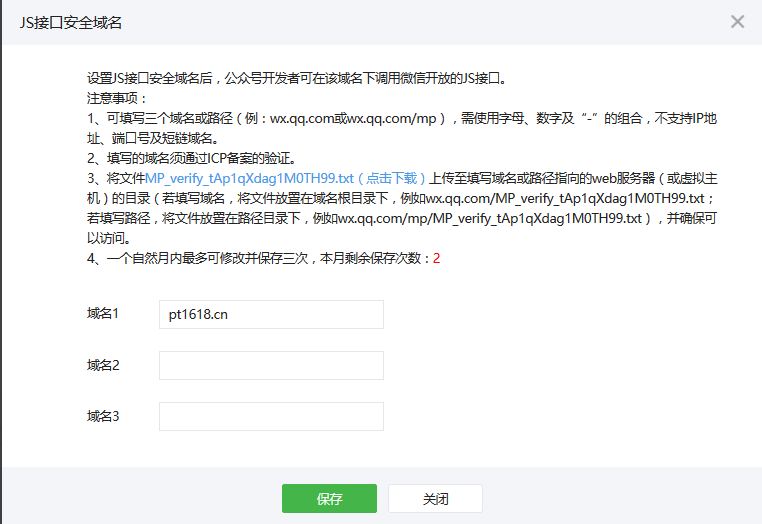 JS接口安全域名
设置JS接口安全域名后，公众号开发者可在该域名下调用微信开放的JS接口。
注意事项：
1、可填写三个域名或路径（例：wx.qq.com或wx.qq.com/mp），需使用字母、数字及“-”的组合，不支持IP地
址、端口号及短链域名。
2、填写的域名须通过ICP备案的验证。
3、将文件MP_verify_tAp1qXdag1M0TH99.txt（点击下载）上传至填写域名或路径指向的web服务器（或虚拟主
机）的目录（若填写域名，将文件放置在域名根目录下，例如wx.qq.com/MP_verify_tAp1qXdag1M0TH99.txt；
若填写路径，将文件放置在路径目录下，例如wx.qq.com/mp/MP_verify_tAp1qXdag1M0TH99.txt），并确保可
以访问。
4、一个自然月内最多可修改并保存三次，本月剩余保存次数：2
域名1 pt1618.cn
域名2
域名3
保存 关闭